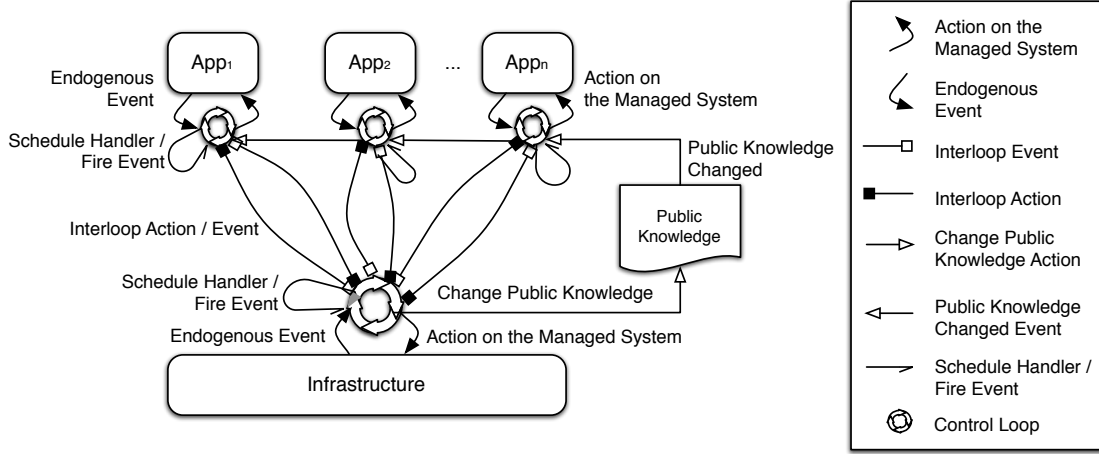 App1
App2
...
Appn
Endogenous
Event
Action on
the Managed System
Schedule Handler /
Fire Event
Public Knowledge
Changed
Public
Knowledge
Interloop Action / Event
Schedule Handler /
Fire Event
Change Public Knowledge
Endogenous Event
Action on the Managed System
Infrastructure
Action on the
Managed System
Endogenous
Event
Interloop Event
Interloop Action
Change Public
Knowledge Action
Public Knowledge
Changed Event
Schedule Handler /
Fire Event
Control Loop